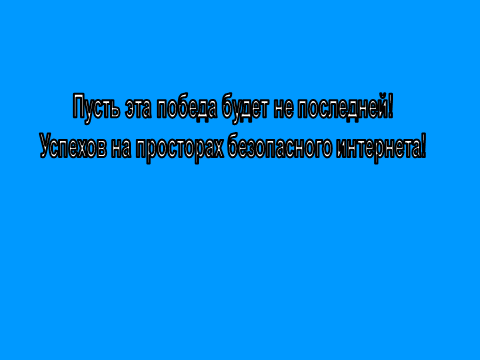 Пусть эта победа будет не последней!
Успехов на просторах безопасного интернета!